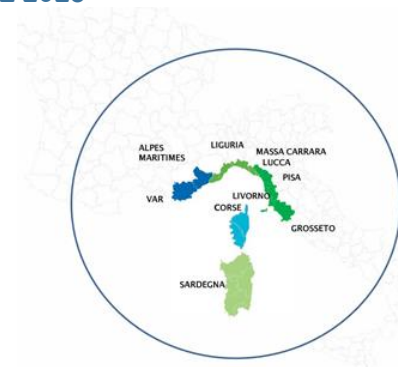 ALPES
MARITIMES
LIGURIA
MASSA CARRARA
LUCCA
PISA
VAR
LIVORNO
CORSE
GROSSETO
SARDEGNA